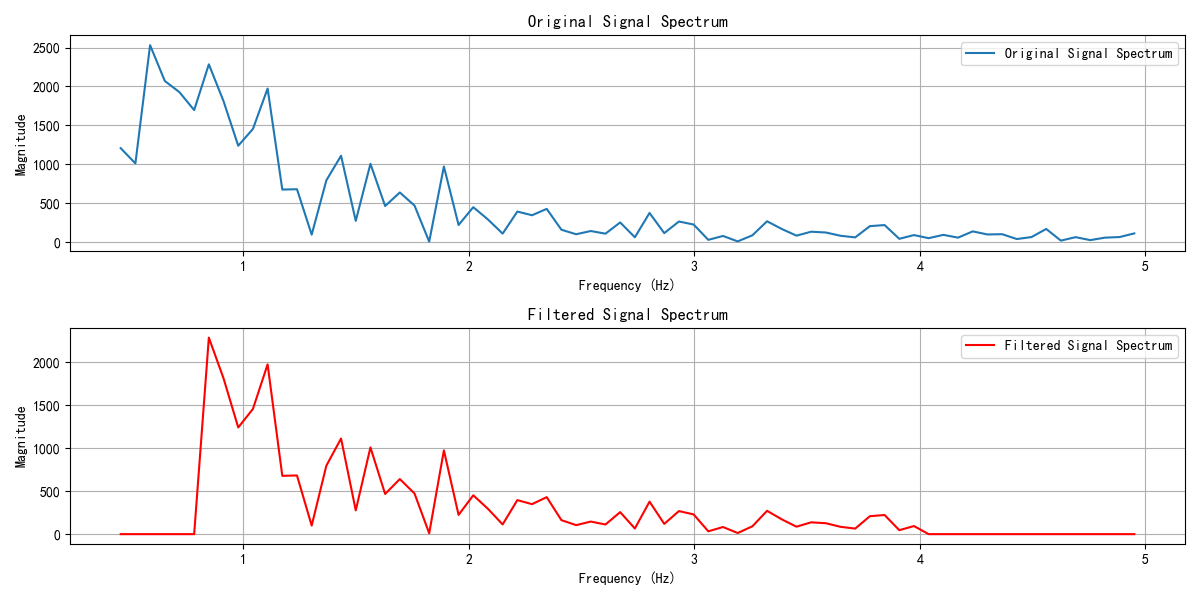 Original Signal Spectrum
Original Signal Spectrum
Magnitude
2500
2000
1500
1000
500
0
1 2 3 4 5
Frequency (Hz)
Filtered Signal Spectrum
Filtered Signal Spectrum
Magnitude
2000
1500
1000
500
0
1 2 3 4 5
Frequency (Hz)